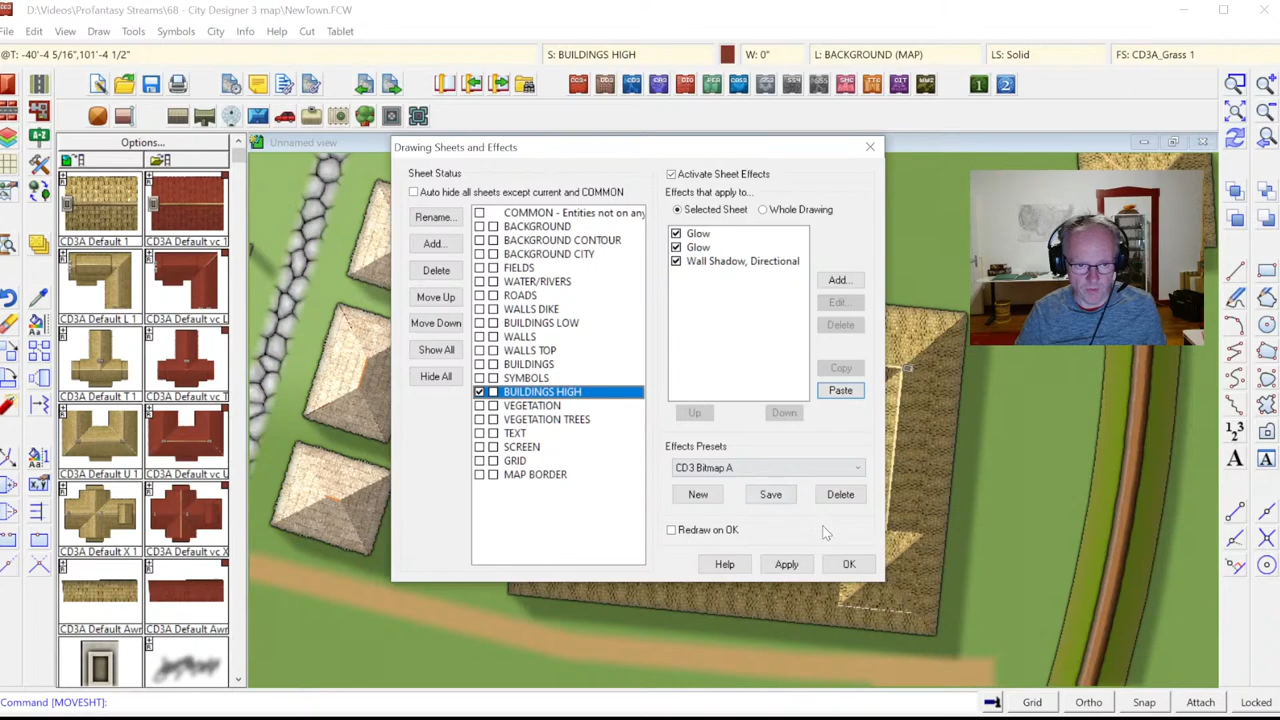 D:\Videos\Profantasy Streams\68 - City Designer 3 map\NewTown.FCW
File Edit View Draw Tools Symbols City Info Help Cut Tablet
@T: -40'-4 5/16",101'-4 1/2" S: BUILDINGS HIGH W: 0" L: BACKGROUND (MAP) LS: Solid FS: CD3A_Grass 1
Options...
CD3A Default 1 CD3A Default vc 1
CD3A Default L 1 CD3A Default vc L
CD3A Default T 1 CD3A Default vc T
CD3A Default U 1 CD3A Default vc U
CD3A Default X 1 CD3A Default vc X
CD3A Default Awr CD3A Default Awr
Unnamed view
Drawing Sheets and Effects
Sheet Status
Auto hide all sheets except current and COMMON
Rename...
Add...
Delete
Move Up
Move Down
Show All
Hide All
COMMON - Entities not on any
BACKGROUND
BACKGROUND CONTOUR
BACKGROUND CITY
FIELDS
WATER/RIVERS
ROADS
WALLS DIKE
BUILDINGS LOW
WALLS
WALLS TOP
BUILDINGS
SYMBOLS
BUILDINGS HIGH
VEGETATION
VEGETATION TREES
TEXT
SCREEN
GRID
MAP BORDER
Activate Sheet Effects
Effects that apply to...
Selected Sheet Whole Drawing
Glow
Glow
Wall Shadow, Directional
Add...
Edit...
Delete
Copy
Paste
Up Down
Effects Presets
CD3 Bitmap A
New Save Delete
Redraw on OK
Help Apply OK
Command [MOVESHT]:
Grid Ortho Snap Attach Locked